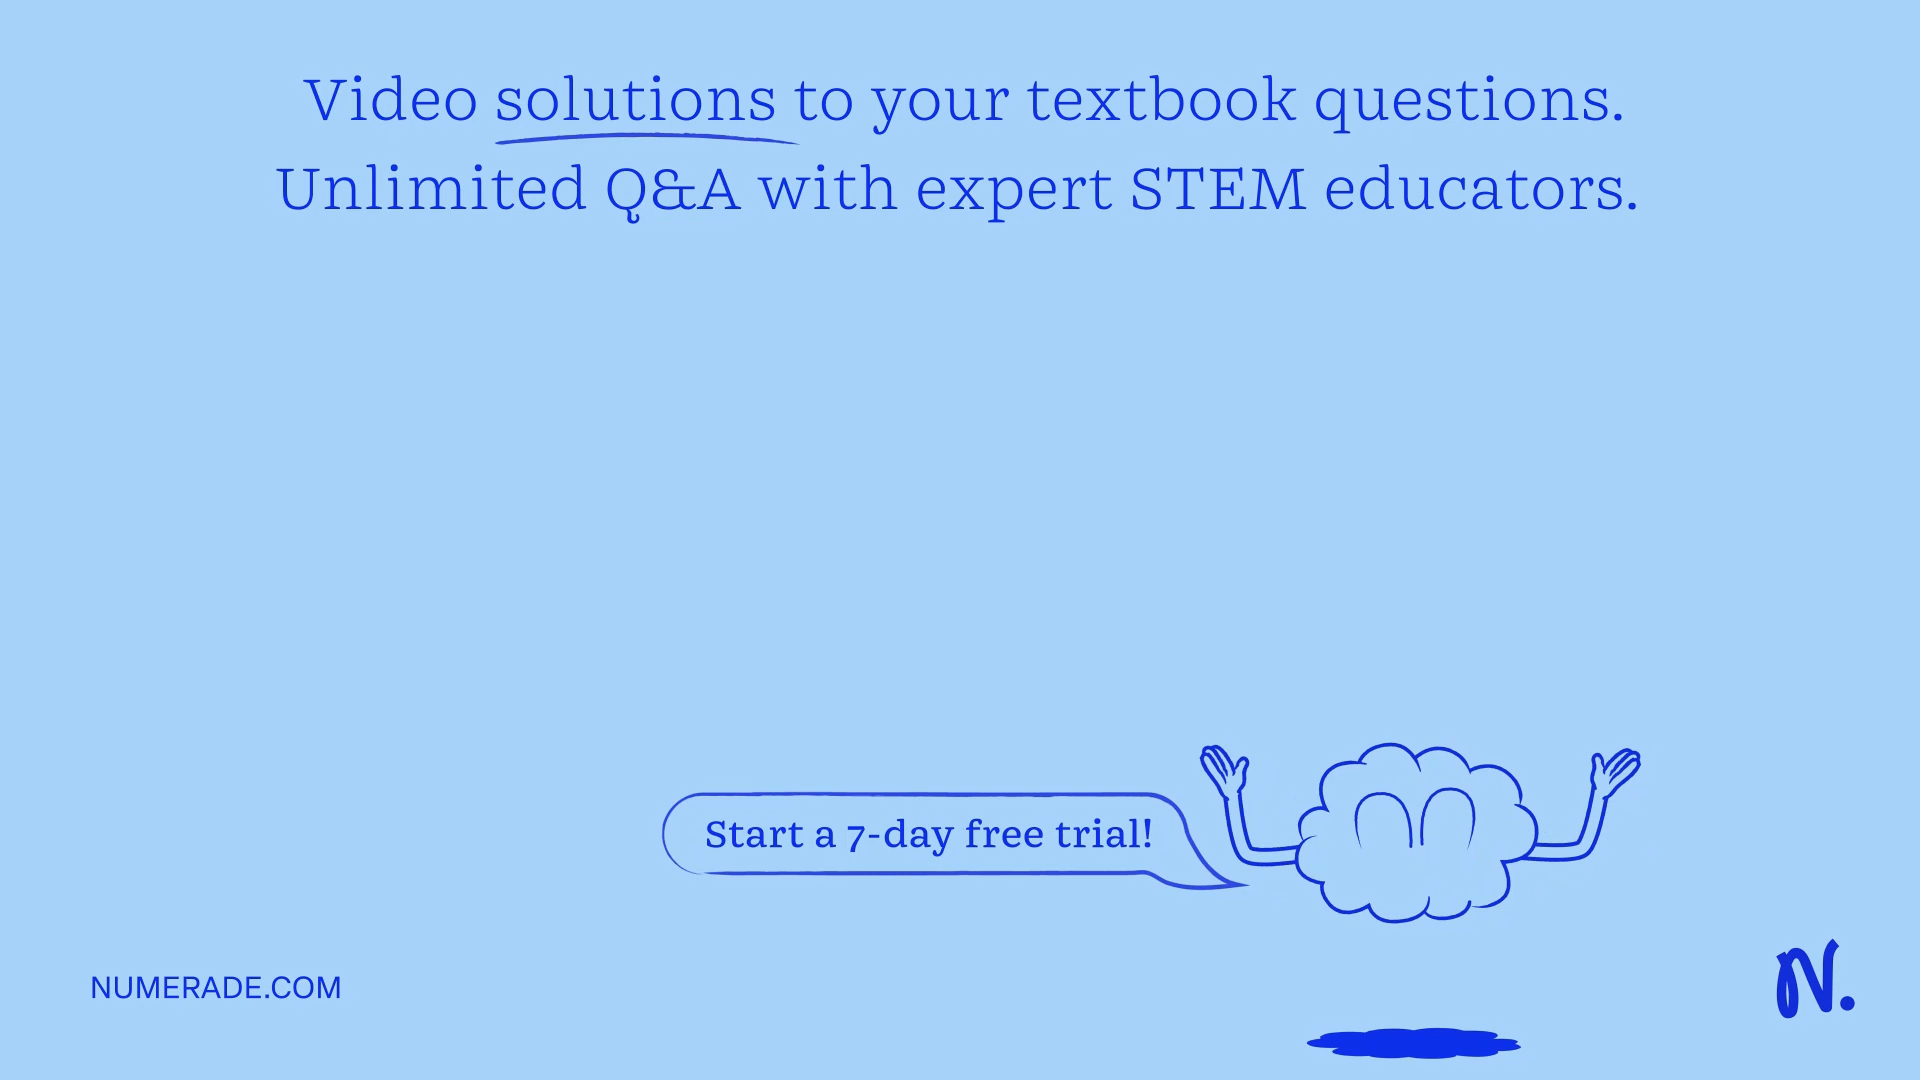 Video solutions to your textbook questions.
Unlimited Q&A with expert STEM educators.
Start a 7-day free trial!
NUMERADE.COM
N.